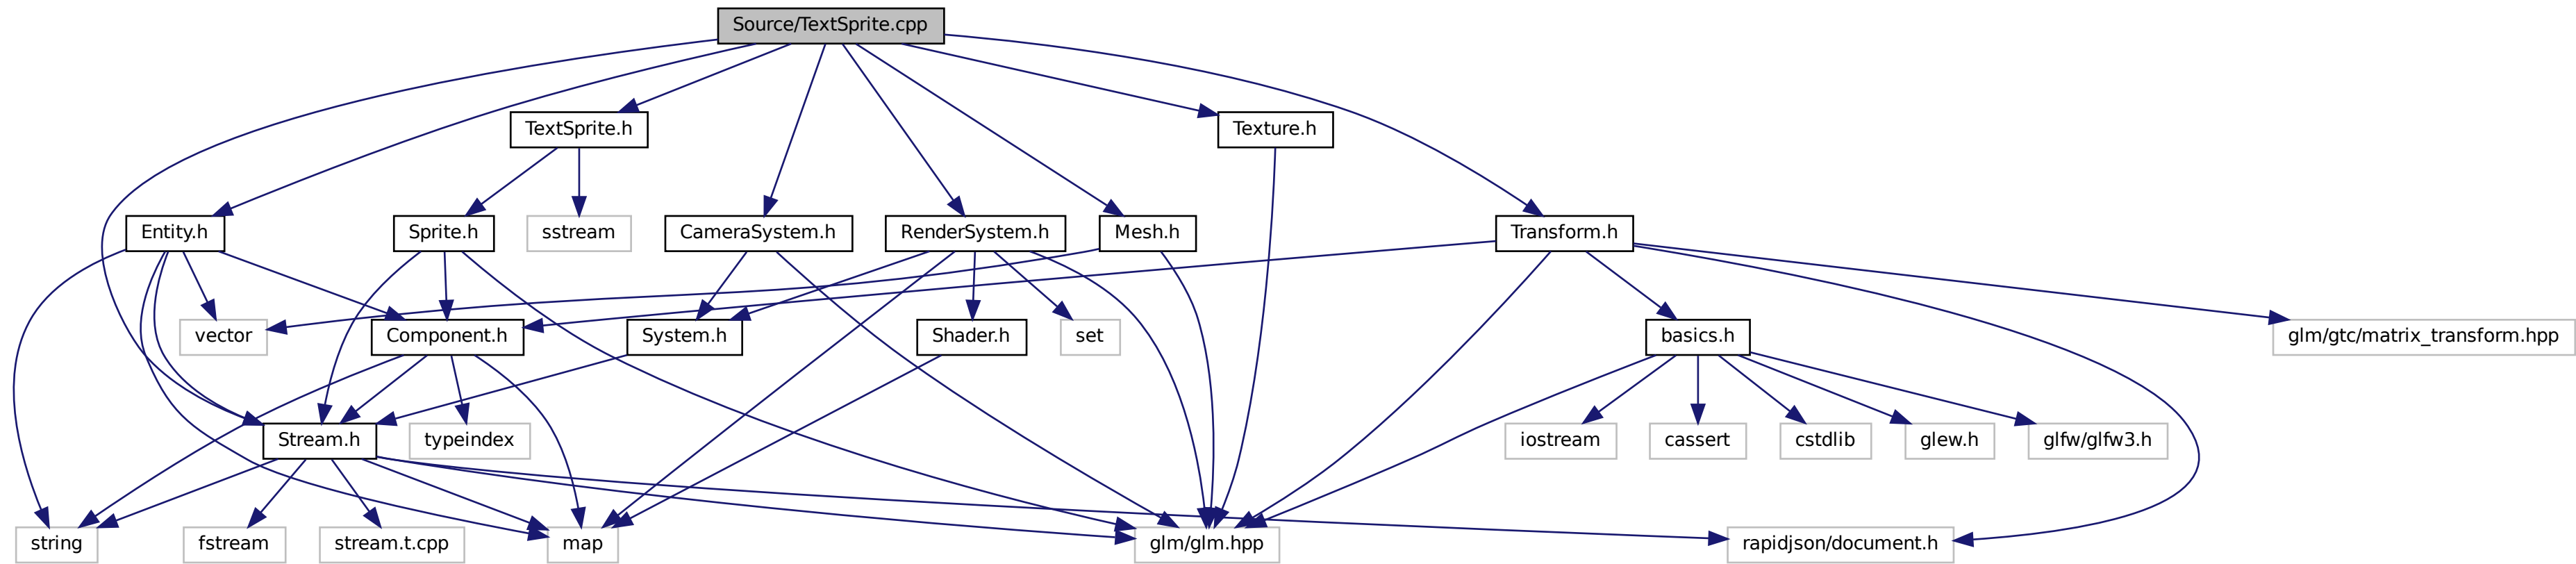 Source/TextSprite.cpp
TextSprite.h
Texture.h
Entity.h
Sprite.h
sstream
CameraSystem.h
RenderSystem.h
Mesh.h
Transform.h
vector
Component.h
System.h
Shader.h
set
basics.h
glm/gtc/matrix_transform.hpp
Stream.h
typeindex
iostream
cassert
cstdlib
glew.h
glfw/glfw3.h
string
fstream
stream.t.cpp
map
glm/glm.hpp
rapidjson/document.h